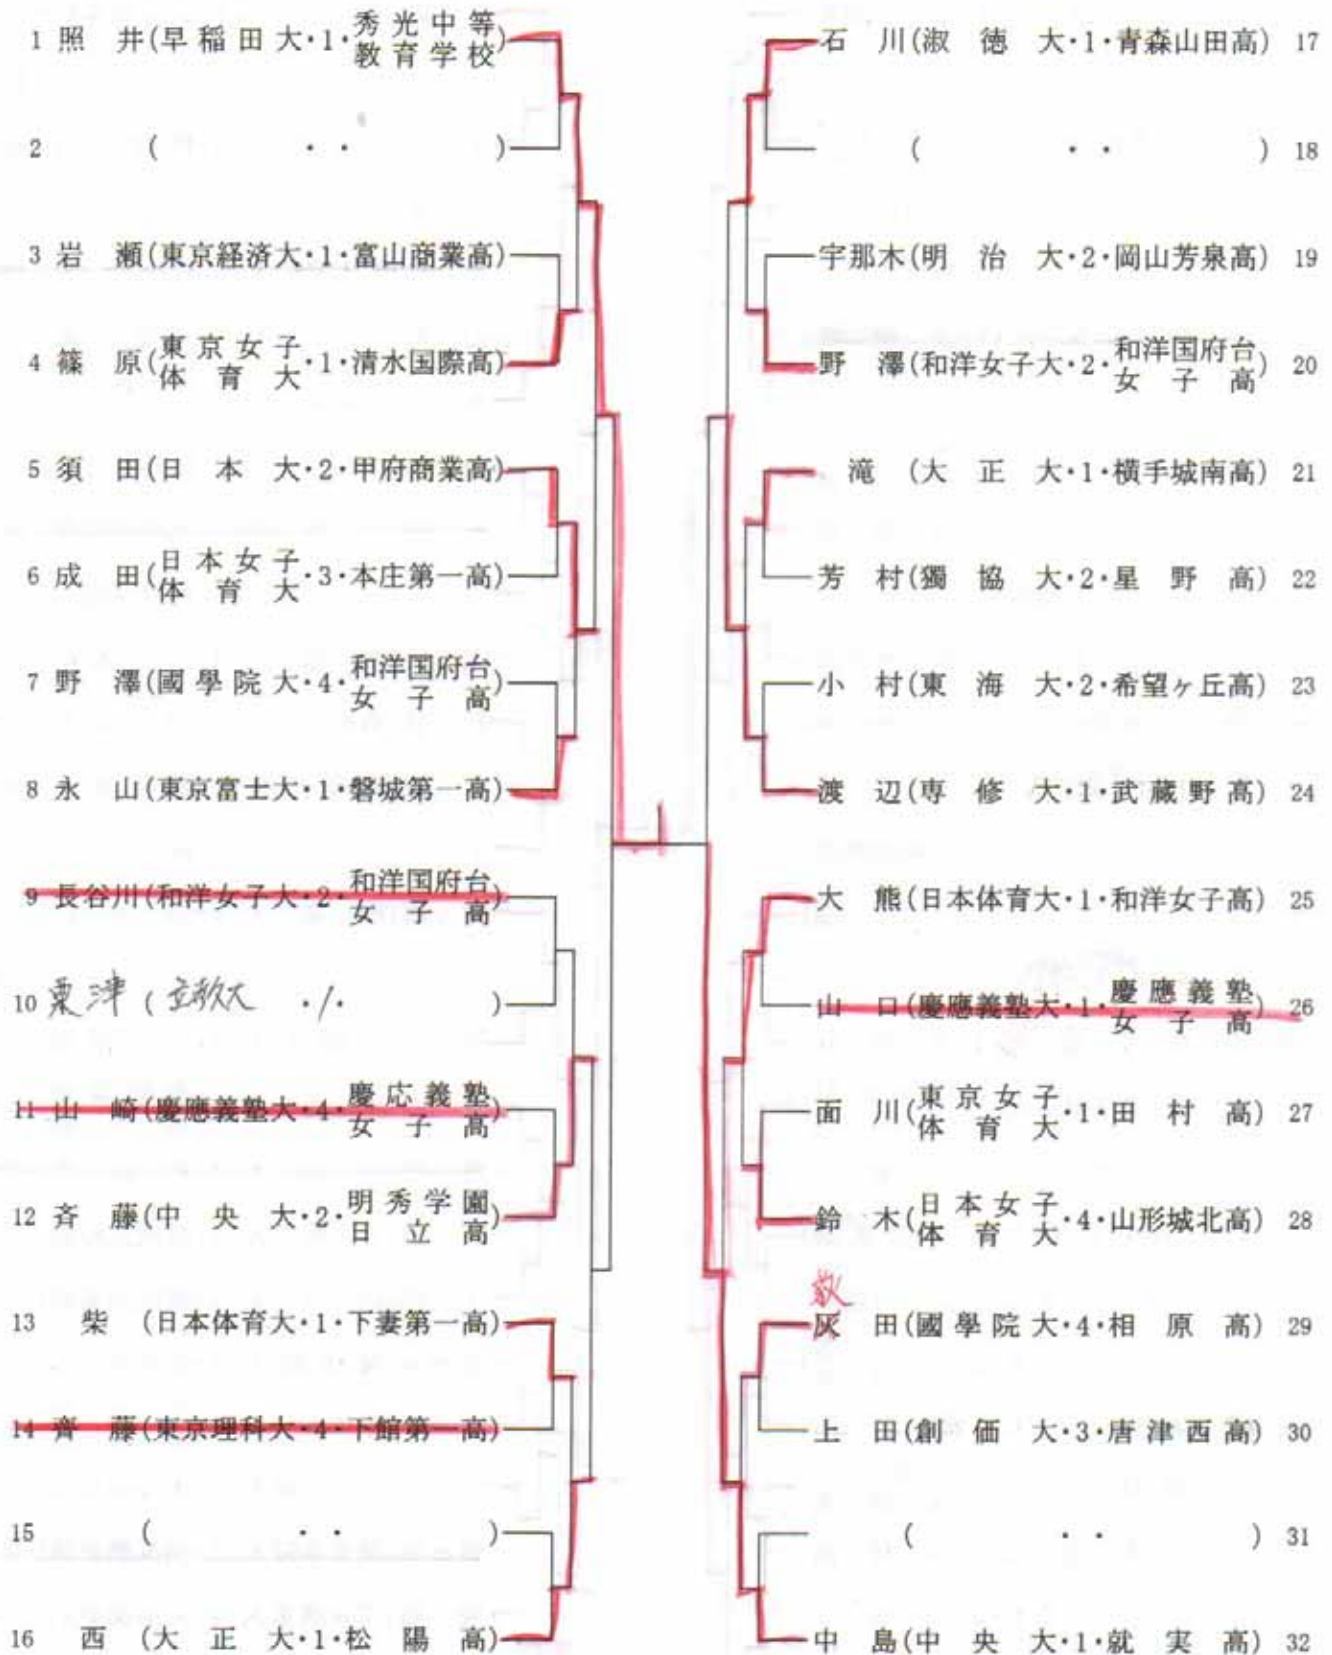 1 照井(早稲田大・1・秀光中等教育学校)
2 ( ・・ )
3 岩瀬(東京経済大・1・富山商業高)
4 篠原(東京女子体育大・1・清水国際高)
5 須田(日本大・2・甲府商業高)
6 成田(日本女子体育大・3・本庄第一高)
7 野澤(國學院大・4・和洋国府台女子高)
8 永山(東京富士大・1・磐城第一高)
9 長谷川(和洋女子大・2・和洋国府台女子高)
10 粟津(立教大・1・ )
11 山崎(慶應義塾大・4・慶応義塾女子高)
12 斉藤(中央大・2・明秀学園日立高)
13 柴(日本体育大・1・下妻第一高)
14 齊藤(東京理科大・4・下館第一高)
15 ( ・・ )
16 西(大正大・1・松陽高)
石川(淑徳大・1・青森山田高) 17
( ・・ ) 18
宇那木(明治大・2・岡山芳泉高) 19
野澤(和洋女子大・2・和洋国府台女子高) 20
滝(大正大・1・横手城南高) 21
芳村(獨協大・2・星野高) 22
小村(東海大・2・希望ヶ丘高) 23
渡辺(専修大・1・武蔵野高) 24
大熊(日本体育大・1・和洋女子高) 25
山口(慶應義塾大・1・慶應義塾女子高) 26
面川(東京女子体育大・1・田村高) 27
鈴木(日本女子体育大・4・山形城北高) 28
灰田(國學院大・4・相原高) 29
上田(創価大・3・唐津西高) 30
( ・・ ) 31
中島(中央大・1・就実高) 32